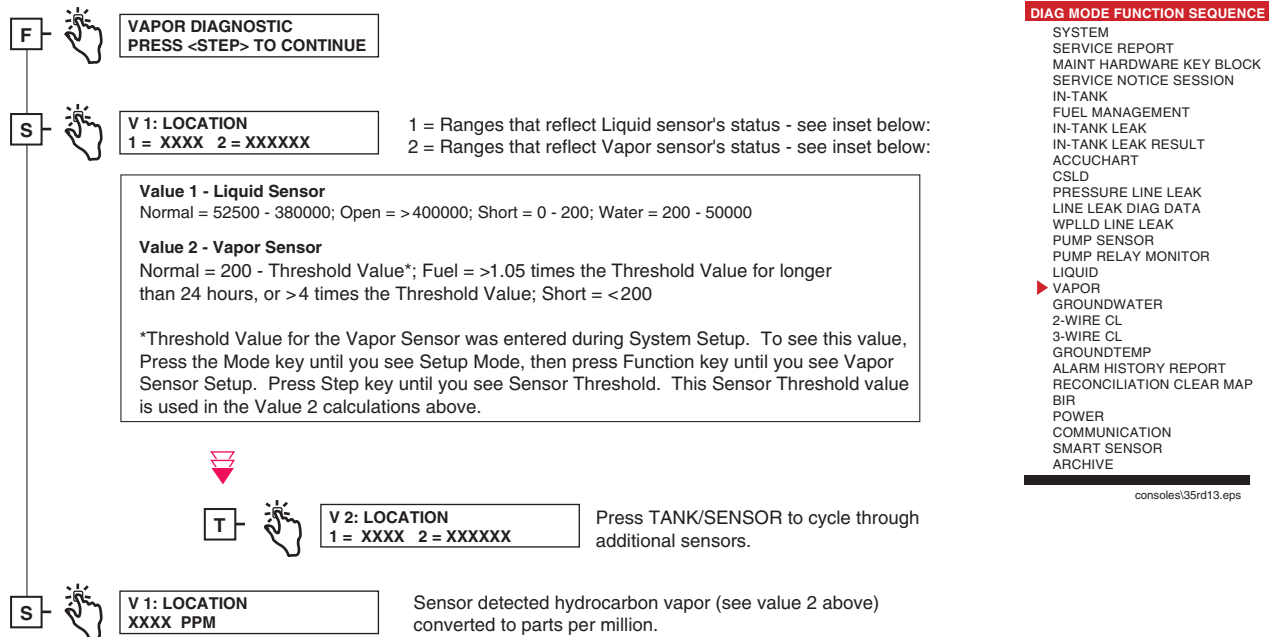 F
VAPOR DIAGNOSTIC
PRESS <STEP> TO CONTINUE
S
V 1: LOCATION
1 = XXXX 2 = XXXXXX
1 = Ranges that reflect Liquid sensor's status - see inset below:
2 = Ranges that reflect Vapor sensor's status - see inset below:
Value 1 - Liquid Sensor
Normal = 52500 - 380000; Open = >400000; Short = 0 - 200; Water = 200 - 50000
Value 2 - Vapor Sensor
Normal = 200 - Threshold Value*; Fuel = >1.05 times the Threshold Value for longer
than 24 hours, or >4 times the Threshold Value; Short = <200
*Threshold Value for the Vapor Sensor was entered during System Setup. To see this value,
Press the Mode key until you see Setup Mode, then press Function key until you see Vapor
Sensor Setup. Press Step key until you see Sensor Threshold. This Sensor Threshold value
is used in the Value 2 calculations above.
T
V 2: LOCATION
1 = XXXX 2 = XXXXXX
Press TANK/SENSOR to cycle through
additional sensors.
S
V 1: LOCATION
XXXX PPM
Sensor detected hydrocarbon vapor (see value 2 above)
converted to parts per million.
DIAG MODE FUNCTION SEQUENCE
SYSTEM
SERVICE REPORT
MAINT HARDWARE KEY BLOCK
SERVICE NOTICE SESSION
IN-TANK
FUEL MANAGEMENT
IN-TANK LEAK
IN-TANK LEAK RESULT
ACCUCHART
CSLD
PRESSURE LINE LEAK
LINE LEAK DIAG DATA
WPLLD LINE LEAK
PUMP SENSOR
PUMP RELAY MONITOR
LIQUID
VAPOR
GROUNDWATER
2-WIRE CL
3-WIRE CL
GROUNDTEMP
ALARM HISTORY REPORT
RECONCILIATION CLEAR MAP
BIR
POWER
COMMUNICATION
SMART SENSOR
ARCHIVE
consoles\35rd13.eps